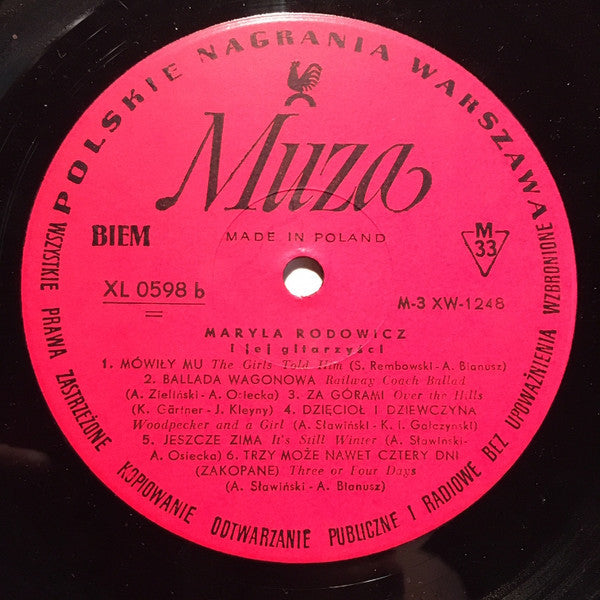 POLSKIE NAGRANIA WARSZAWA
Muza
MADE IN POLAND
BIEM
M
33
XL 0598 b
M-3 XW-1248
MARYLA RODOWICZ
i jej gitarzyści
1. MÓWIŁY MU The Girls Told Him (S. Rembowski - A. Bianusz)
2. BALLADA WAGONOWA Railway Coach Ballad
(A. Zieliński - A. Osiecka) 3. ZA GÓRAMI Over the Hills
(K. Gärtner - J. Kleyny) 4. DZIĘCIOŁ I DZIEWCZYNA
Woodpecker and a Girl (A. Sławiński - K. I. Gałczyński)
5. JESZCZE ZIMA It's Still Winter (A. Sławiński-
A. Osiecka) 6. TRZY MOŻE NAWET CZTERY DNI
(ZAKOPANE) Three or Four Days
(A. Sławiński - A. Bianusz)
WSZYSTKIE PRAWA ZASTRZEŻONE KOPIOWANIE ODTWARZANIE PUBLICZNE I RADIOWE BEZ UPOWAŻNIENIA WZBRONIONE